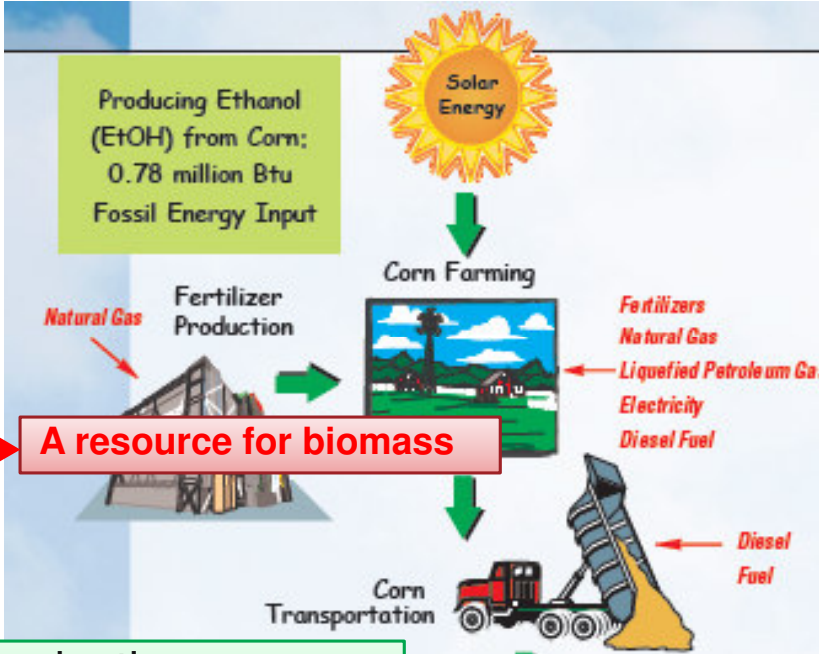 Solar
Energy
Producing Ethanol
(EtOH) from Corn:
0.78 million Btu
Fossil Energy Input
Corn Farming
Natural Gas
Fertilizer
Production
Fertilizers
Natural Gas
Liquefied Petroleum Ga
Electricity
Diesel Fuel
A resource for biomass
Diesel
Fuel
Corn
Transportation